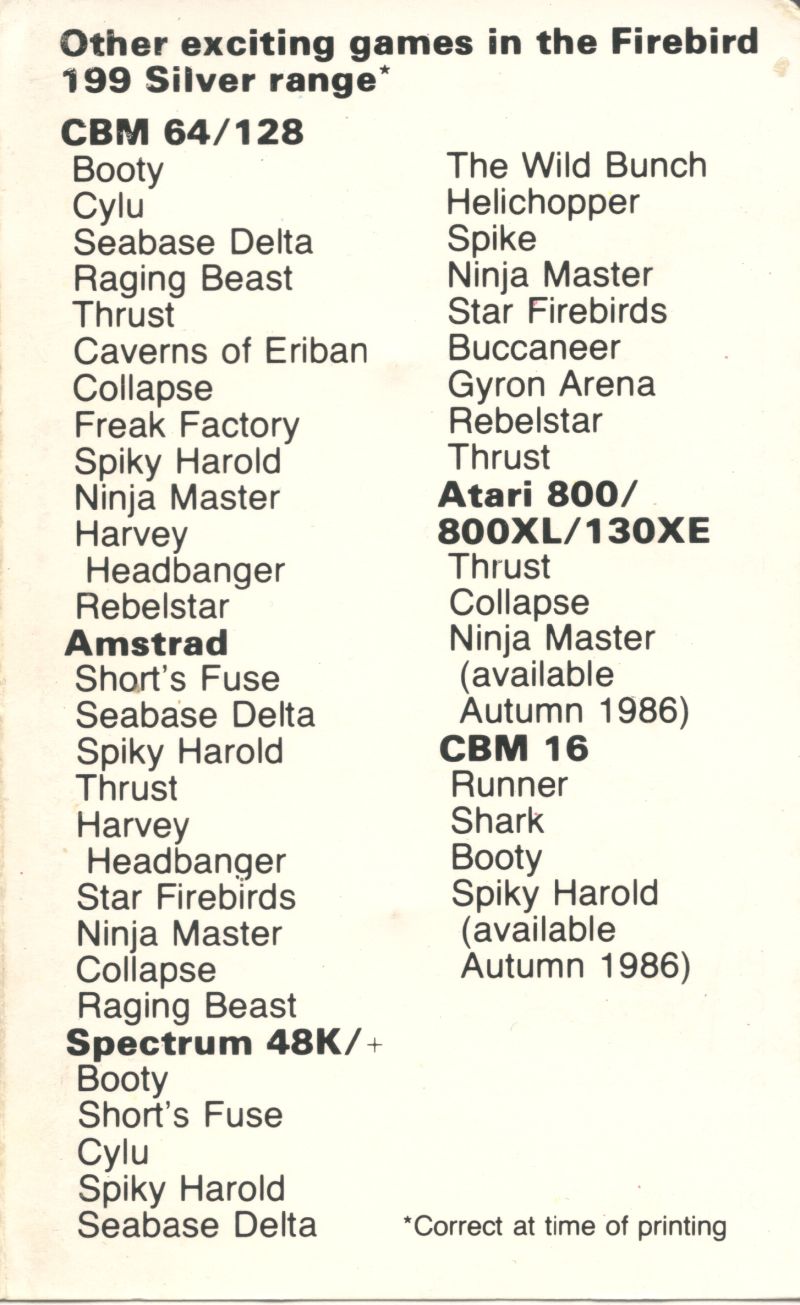 Other exciting games in the Firebird
199 Silver range*
CBM 64/128
Booty
Cylu
Seabase Delta
Raging Beast
Thrust
Caverns of Eriban
Collapse
Freak Factory
Spiky Harold
Ninja Master
Harvey
Headbanger
Rebelstar
Amstrad
Short's Fuse
Seabase Delta
Spiky Harold
Thrust
Harvey
Headbanger
Star Firebirds
Ninja Master
Collapse
Raging Beast
Spectrum 48K/+
Booty
Short's Fuse
Cylu
Spiky Harold
Seabase Delta
The Wild Bunch
Helichopper
Spike
Ninja Master
Star Firebirds
Buccaneer
Gyron Arena
Rebelstar
Thrust
Atari 800/
800XL/130XE
Thrust
Collapse
Ninja Master
(available
Autumn 1986)
CBM 16
Runner
Shark
Booty
Spiky Harold
(available
Autumn 1986)
*Correct at time of printing